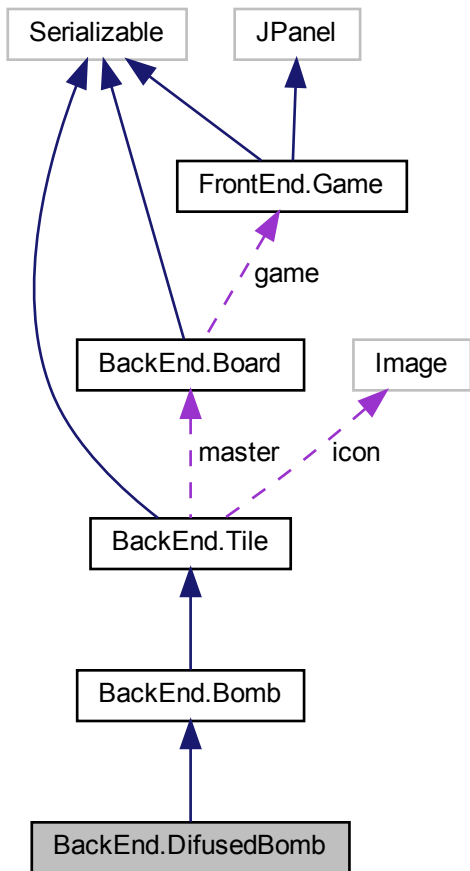 Serializable
JPanel
FrontEnd.Game
game
BackEnd.Board
Image
master
icon
BackEnd.Tile
BackEnd.Bomb
BackEnd.DifusedBomb